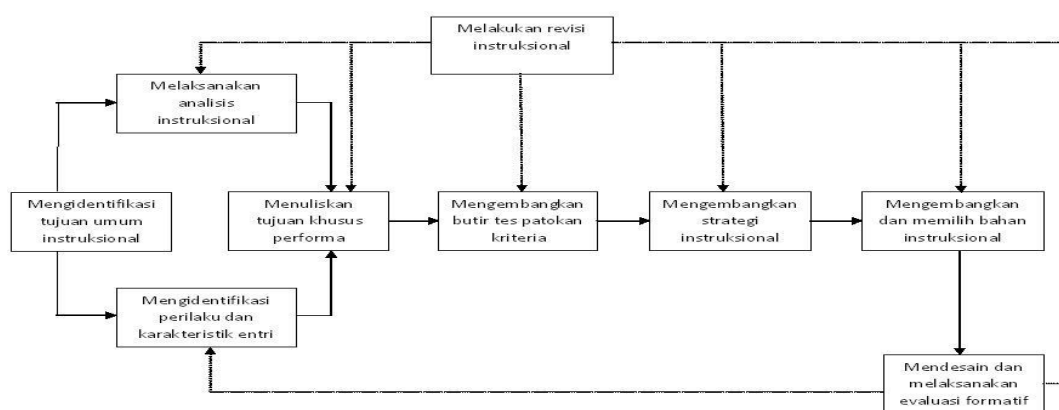 Melakukan revisi
instruksional
Melaksanakan
analisis
instruksional
Mengidentifikasi
tujuan umum
instruksional
Menuliskan
tujuan khusus
performa
Mengembangkan
butir tes patokan
kriteria
Mengembangkan
strategi
instruksional
Mengembangkan
dan memilih bahan
instruksional
Mengidentifikasi
perilaku dan
karakteristik entri
Mendesain dan
melaksanakan
evaluasi formatif